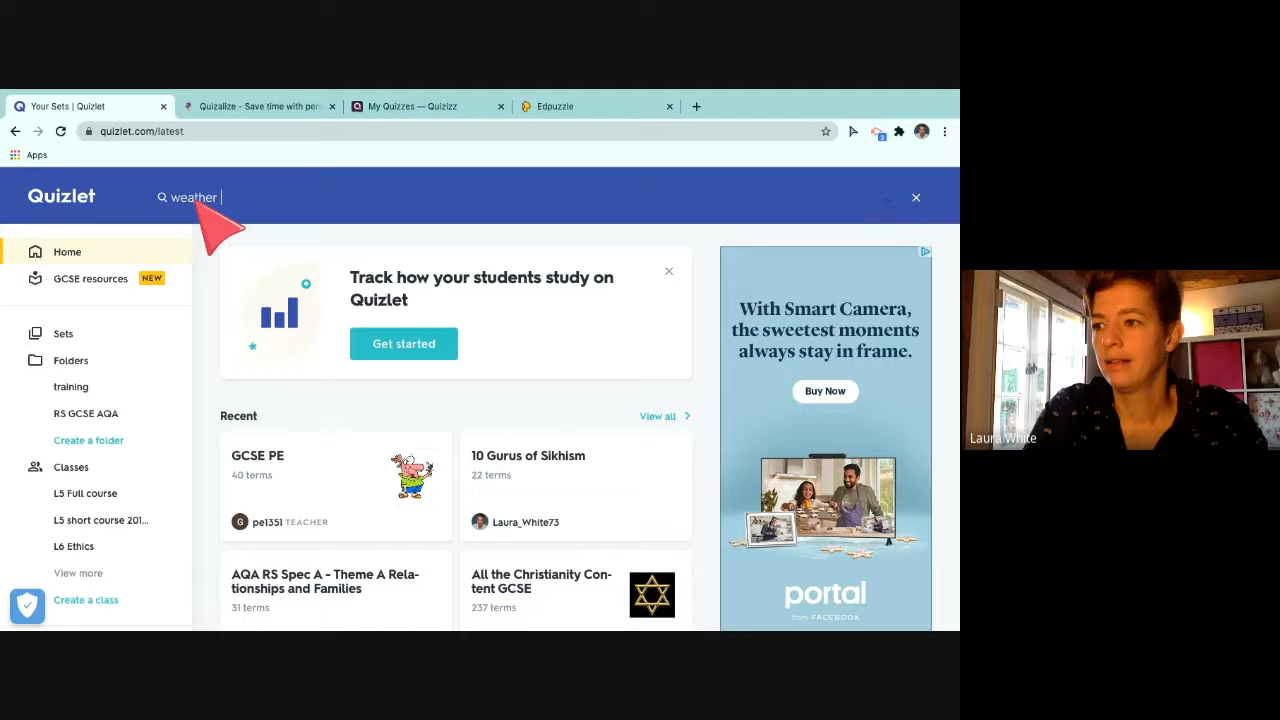 Your Sets | Quizlet
Quizalize - Save time with pers
My Quizzes — Quizizz
Edpuzzle
quizlet.com/latest
3
Apps
Quizlet
weather
Home
GCSE resources NEW
Sets
Folders
training
RS GCSE AQA
Create a folder
Classes
L5 Full course
L5 short course 201...
L6 Ethics
View more
Create a class
Track how your students study on
Quizlet
Get started
Recent
View all
GCSE PE
40 terms
G pe1351 TEACHER
10 Gurus of Sikhism
22 terms
Laura_White73
AQA RS Spec A - Theme A Rela-
tionships and Families
31 terms
All the Christianity Con-
tent GCSE
237 terms
With Smart Camera,
the sweetest moments
always stay in frame.
Buy Now
portal
from FACEBOOK
Laura White